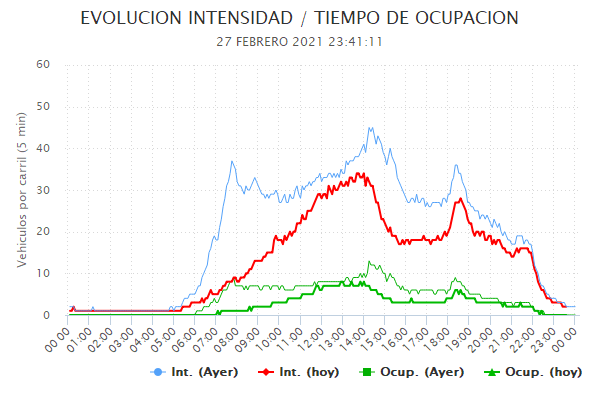 EVOLUCION INTENSIDAD / TIEMPO DE OCUPACION
27 FEBRERO 2021 23:41:11
Vehiculos por carril (5 min)
60
50
40
30
20
10
0
00:00 01:00 02:00 03:00 04:00 05:00 06:00 07:00 08:00 09:00 10:00 11:00 12:00 13:00 14:00 15:00 16:00 17:00 18:00 19:00 20:00 21:00 22:00 23:00 00:00
Int. (Ayer) Int. (hoy) Ocup. (Ayer) Ocup. (hoy)